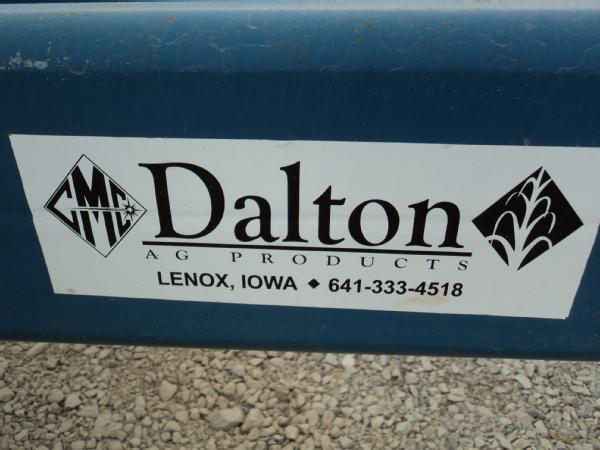 CMC
Dalton
AG PRODUCTS
LENOX, IOWA ♦ 641-333-4518